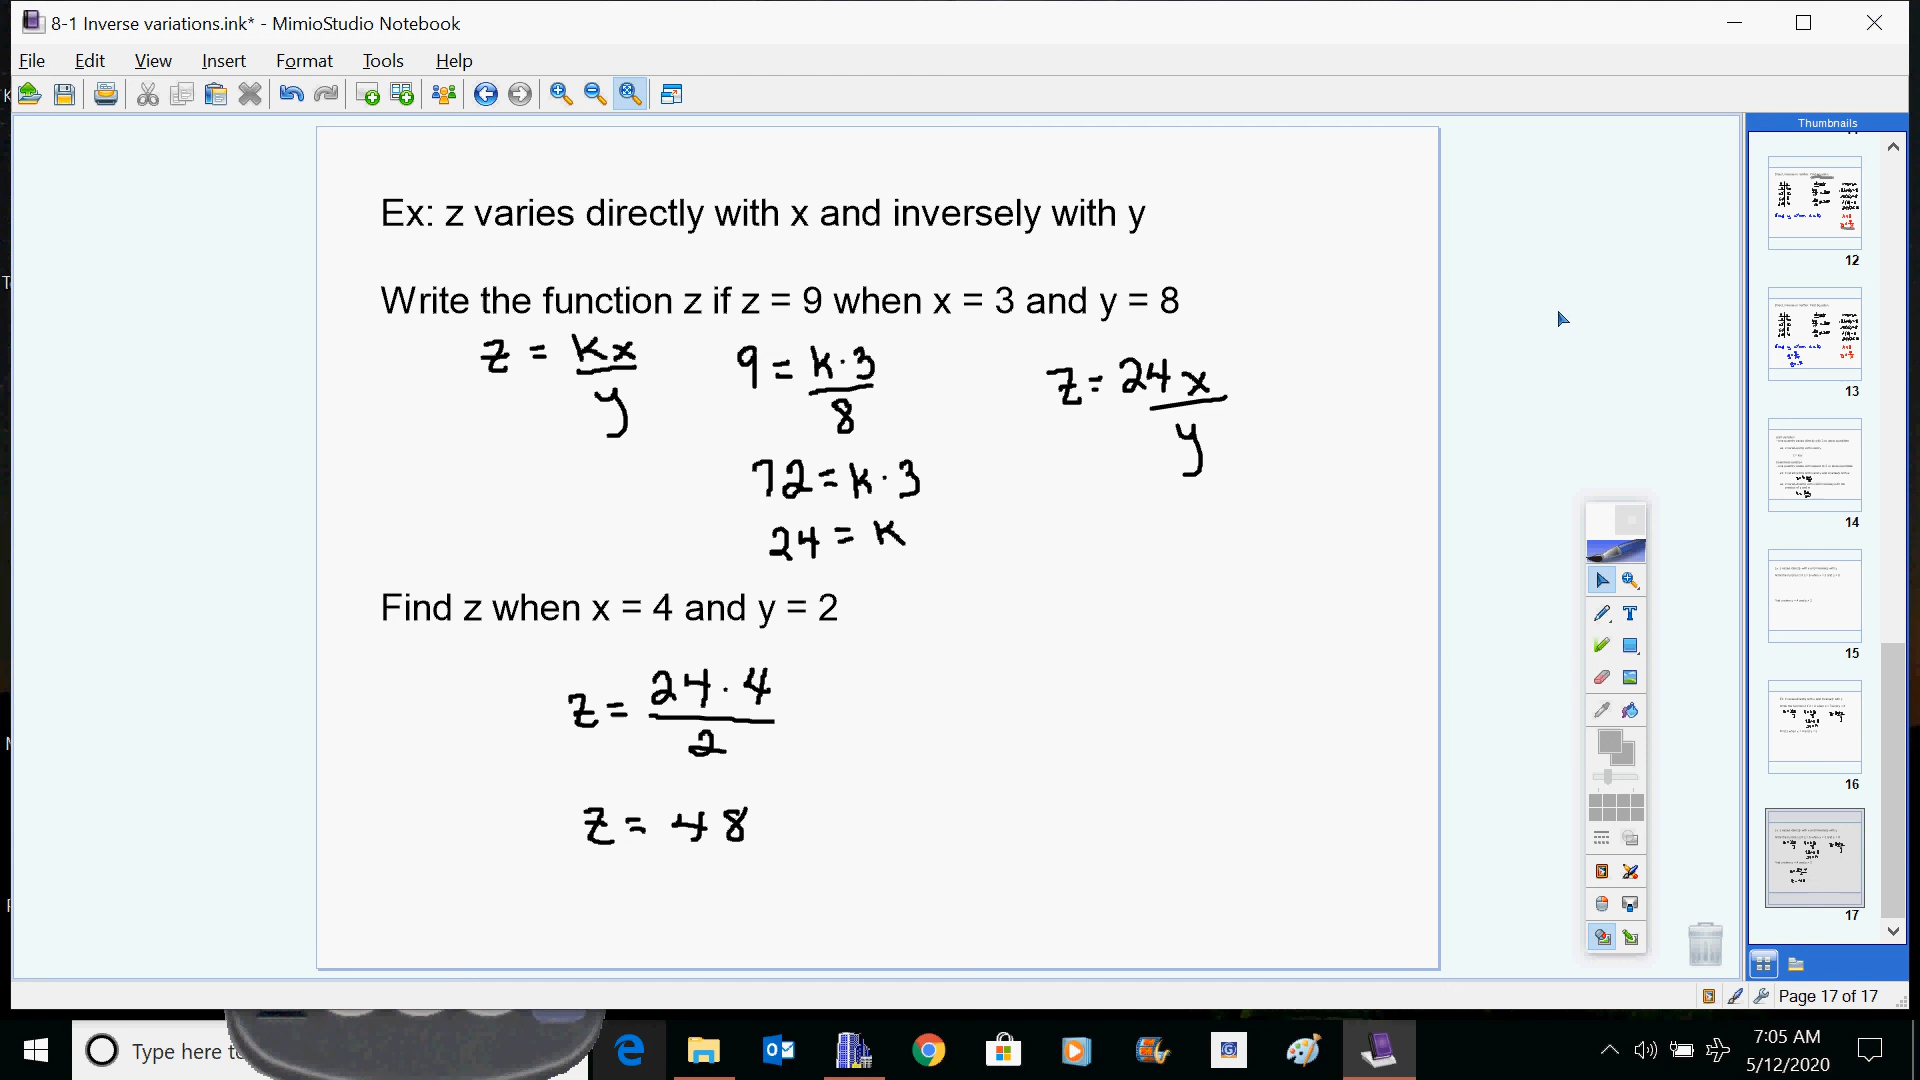 8-1 Inverse variations.ink* - MimioStudio Notebook
File Edit View Insert Format Tools Help
Thumbnails
Ex: z varies directly with x and inversely with y
Write the function z if z = 9 when x = 3 and y = 8
z = kx/y
9 = k·3/8
z = 24x/y
72 = k·3
24 = k
Find z when x = 4 and y = 2
z = 24·4/2
z = 48
12
13
14
15
16
17
Page 17 of 17
Type here to
7:05 AM
5/12/2020